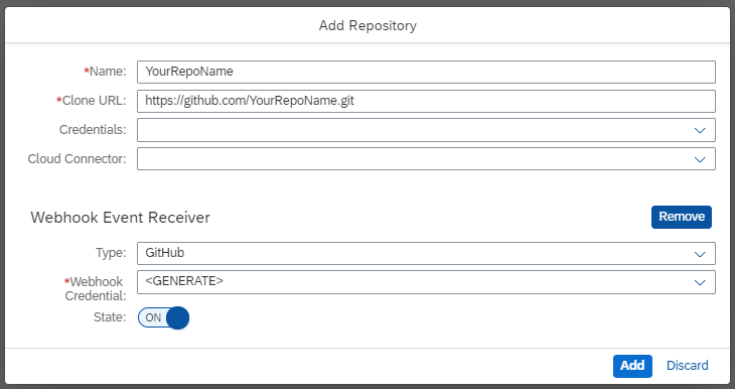 Add Repository
*Name: YourRepoName
*Clone URL: https://github.com/YourRepoName.git
Credentials:
Cloud Connector:
Webhook Event Receiver Remove
Type: GitHub
*Webhook Credential: <GENERATE>
State: ON
Add Discard